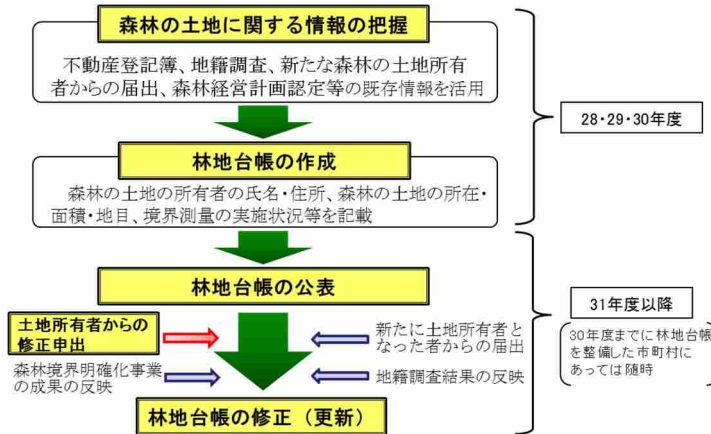 森林の土地に関する情報の把握
不動産登記簿、地籍調査、新たな森林の土地所有
者からの届出、森林経営計画認定等の既存情報を活用
28・29・30年度
林地台帳の作成
森林の土地の所有者の氏名・住所、森林の土地の所在・
面積・地目、境界測量の実施状況等を記載
林地台帳の公表
31年度以降
30年度までに林地台帳
を整備した市町村に
あっては随時
土地所有者からの
修正申出
新たに土地所有者と
なった者からの届出
森林境界明確化事業
の成果の反映
地籍調査結果の反映
林地台帳の修正（更新）